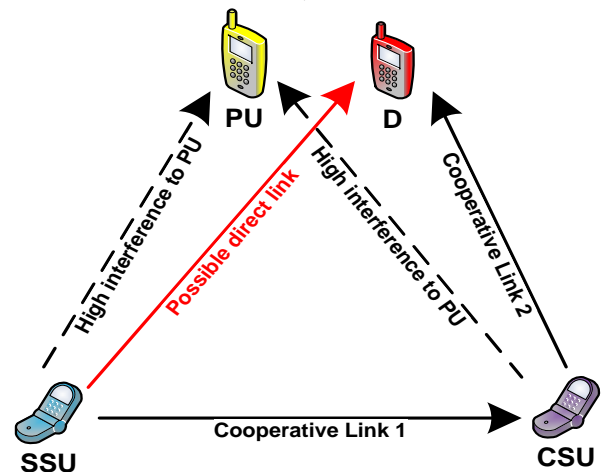 PU
D
High interference to PU
Possible direct link
High interference to PU
Cooperative Link 2
Cooperative Link 1
SSU
CSU